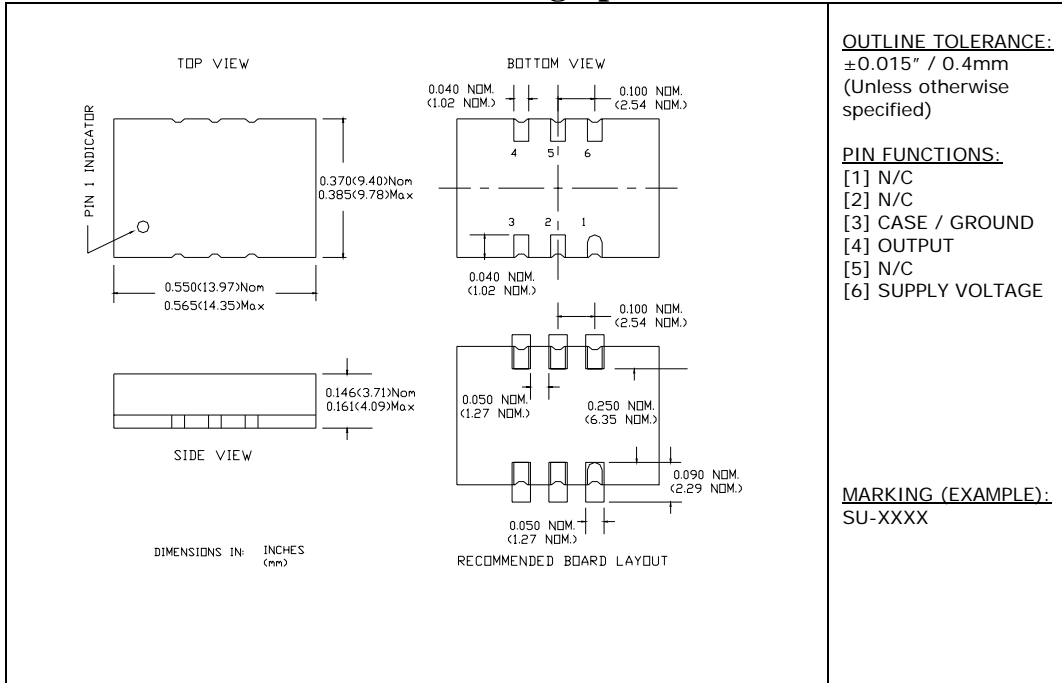 TOP VIEW
PIN 1 INDICATOR
0.370(9.40)Nom
0.385(9.78)Max
0.550(13.97)Nom
0.565(14.35)Max
0.146(3.71)Nom
0.161(4.09)Max
SIDE VIEW
DIMENSIONS IN: INCHES
(mm)
BOTTOM VIEW
0.040 NOM.
(1.02 NOM.)
0.100 NOM.
(2.54 NOM.)
4 5 6
3 2 1
0.040 NOM.
(1.02 NOM.)
0.100 NOM.
(2.54 NOM.)
0.050 NOM.
(1.27 NOM.)
0.250 NOM.
(6.35 NOM.)
0.090 NOM.
(2.29 NOM.)
0.050 NOM.
(1.27 NOM.)
RECOMMENDED BOARD LAYOUT
OUTLINE TOLERANCE:
±0.015” / 0.4mm
(Unless otherwise
specified)
PIN FUNCTIONS:
[1] N/C
[2] N/C
[3] CASE / GROUND
[4] OUTPUT
[5] N/C
[6] SUPPLY VOLTAGE
MARKING (EXAMPLE):
SU-XXXX